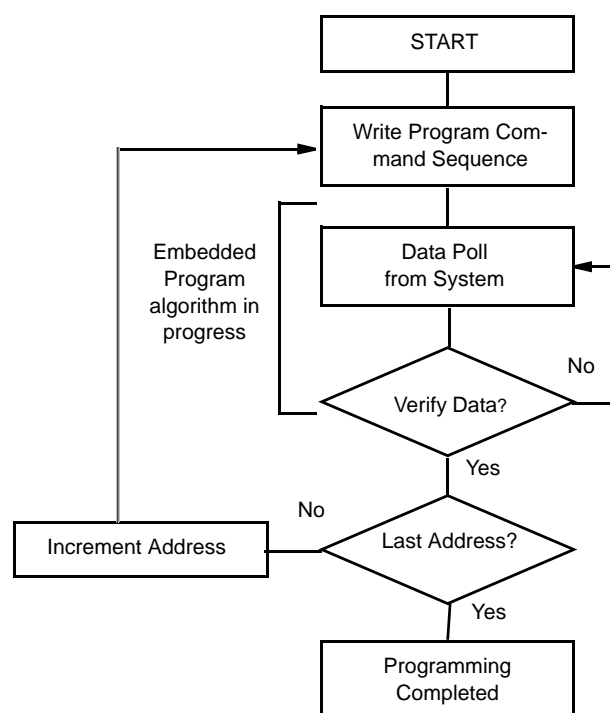 START
Write Program Com-
mand Sequence
Data Poll
from System
Embedded
Program
algorithm in
progress
No
Verify Data?
Yes
No
Last Address?
Increment Address
Yes
Programming
Completed